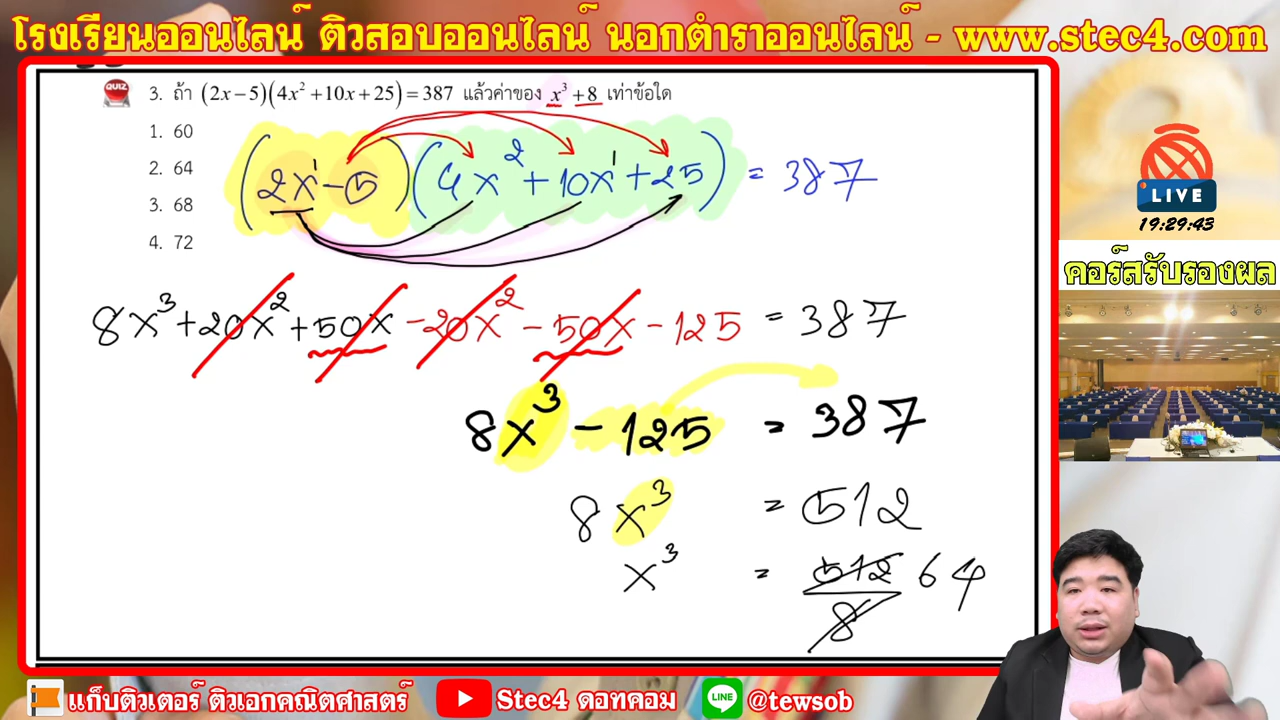 โรงเรียนออนไลน์ ติวสอบออนไลน์ นอกตำราออนไลน์ - www.stec4.com
QUIZ
3. ถ้า (2x−5)(4x²+10x+25)=387 แล้วค่าของ x³+8 เท่าข้อใด
1. 60
2. 64
3. 68
4. 72
(2x¹−5)(4x²+10x¹+25) = 387
8x³+20x²+50x −20x² −50x −125 = 387
8x³ −125 = 387
8x³ = 512
x³ = 512/8 64
LIVE
19:29:43
คอร์สรับรองผล
แก็บติวเตอร์ ติวเอกคณิตศาสตร์
Stec4 ดอทคอม
LINE
@tewsob